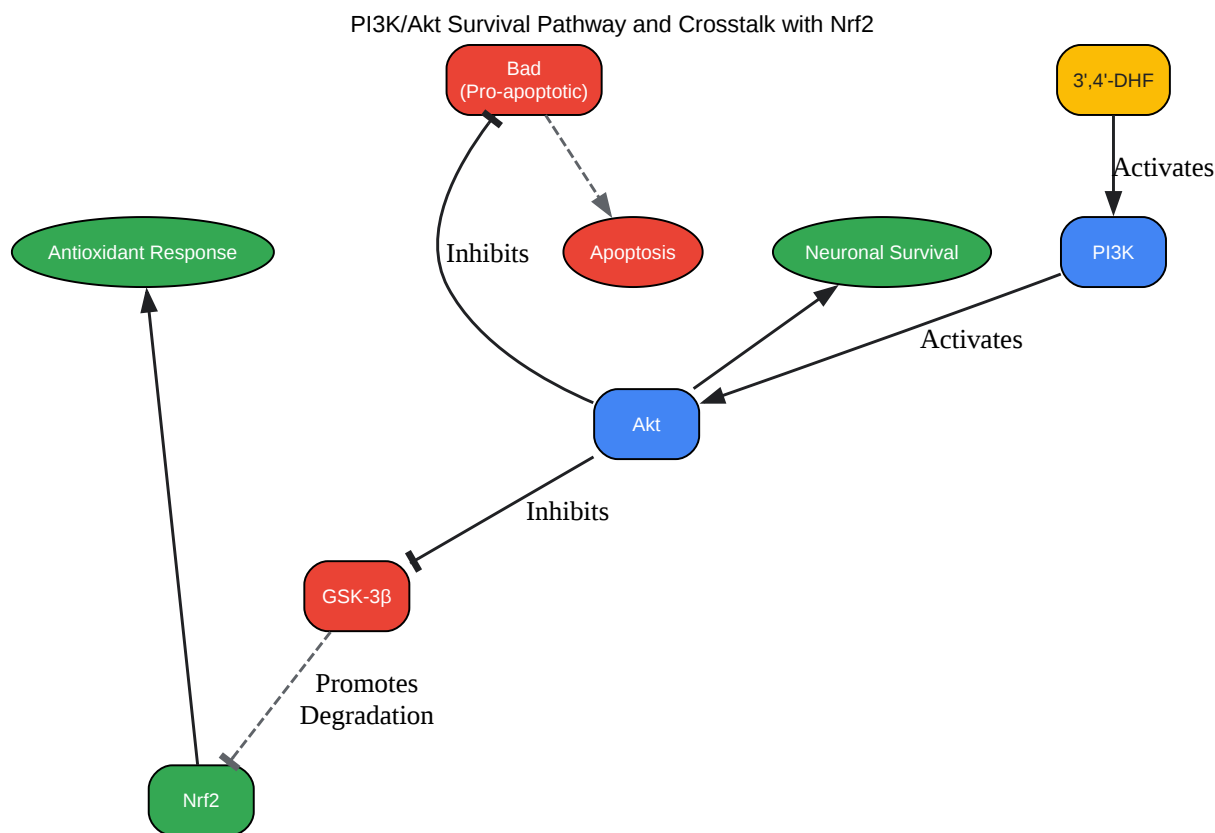 PI3K/Akt Survival Pathway and Crosstalk with Nrf2
Bad
(Pro-apoptotic)
3',4'-DHF
Activates
Antioxidant Response
Inhibits
Apoptosis
Neuronal Survival
PI3K
Activates
Akt
Inhibits
GSK-3β
Promotes
Degradation
Nrf2